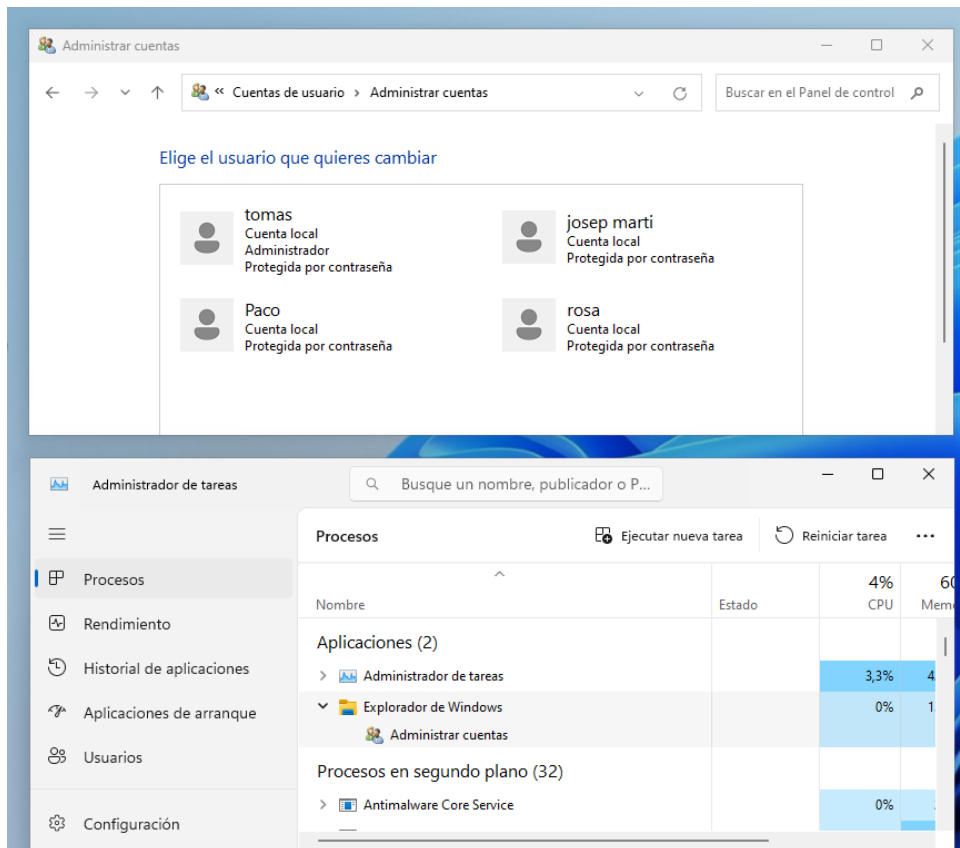 Administrar cuentas
« Cuentas de usuario › Administrar cuentas
Buscar en el Panel de control
Elige el usuario que quieres cambiar
tomas
Cuenta local
Administrador
Protegida por contraseña
josep marti
Cuenta local
Protegida por contraseña
Paco
Cuenta local
Protegida por contraseña
rosa
Cuenta local
Protegida por contraseña
Administrador de tareas
Busque un nombre, publicador o P...
Procesos
Ejecutar nueva tarea
Reiniciar tarea
Procesos
Rendimiento
Historial de aplicaciones
Aplicaciones de arranque
Usuarios
Configuración
4%
Nombre
Estado
CPU
Aplicaciones (2)
Administrador de tareas
3,3%
Explorador de Windows
0%
Administrar cuentas
Procesos en segundo plano (32)
Antimalware Core Service
0%